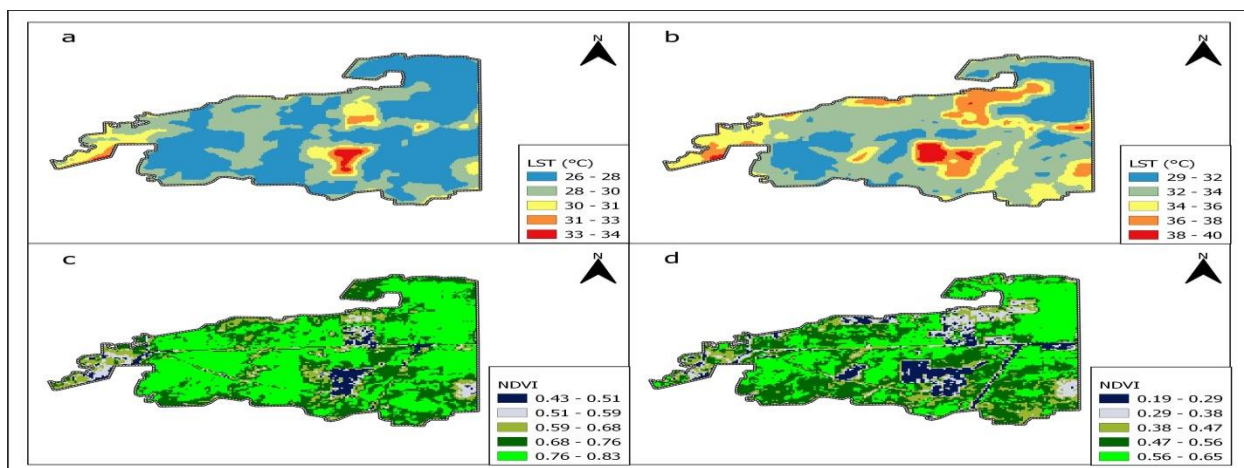 a
N
LST (°C)
26 - 28
28 - 30
30 - 31
31 - 33
33 - 34
b
N
LST (°C)
29 - 32
32 - 34
34 - 36
36 - 38
38 - 40
c
N
NDVI
0.43 - 0.51
0.51 - 0.59
0.59 - 0.68
0.68 - 0.76
0.76 - 0.83
d
N
NDVI
0.19 - 0.29
0.29 - 0.38
0.38 - 0.47
0.47 - 0.56
0.56 - 0.65